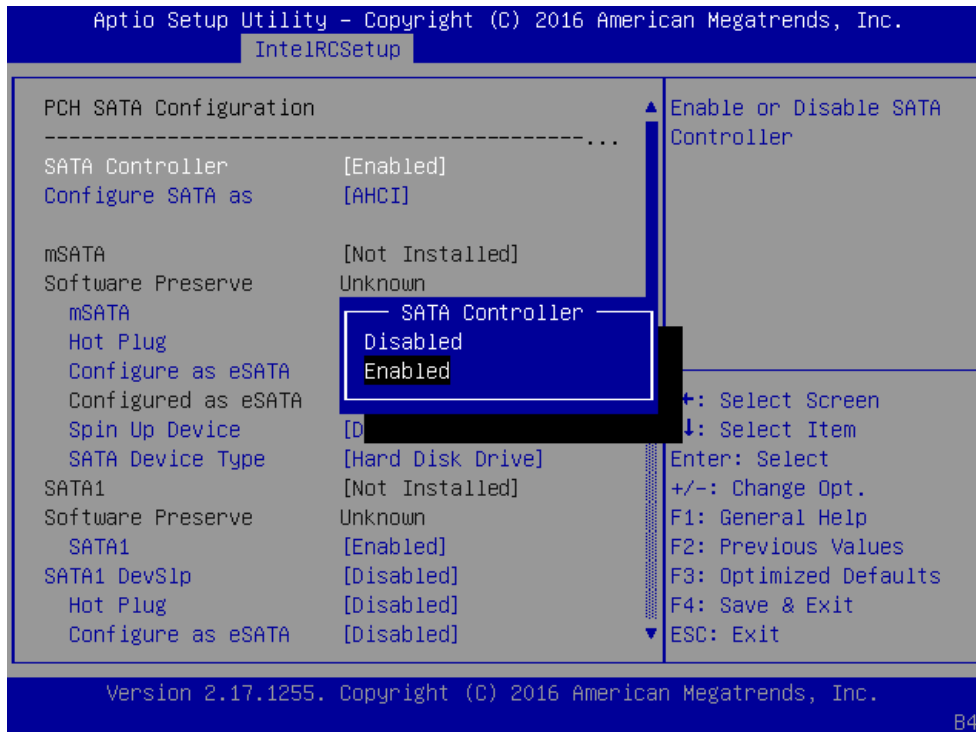 Aptio Setup Utility – Copyright (C) 2016 American Megatrends, Inc.
IntelRCSetup
PCH SATA Configuration
--------------------------------------------...
SATA Controller [Enabled]
Configure SATA as [AHCI]
mSATA [Not Installed]
Software Preserve Unknown
mSATA
Hot Plug
Configure as eSATA
Configured as eSATA
Spin Up Device [D
SATA Device Type [Hard Disk Drive]
SATA1 [Not Installed]
Software Preserve Unknown
SATA1 [Enabled]
SATA1 DevSlp [Disabled]
Hot Plug [Disabled]
Configure as eSATA [Disabled]
SATA Controller
Disabled
Enabled
Enable or Disable SATA
Controller
←: Select Screen
↓: Select Item
Enter: Select
+/-: Change Opt.
F1: General Help
F2: Previous Values
F3: Optimized Defaults
F4: Save & Exit
ESC: Exit
Version 2.17.1255. Copyright (C) 2016 American Megatrends, Inc.
B4